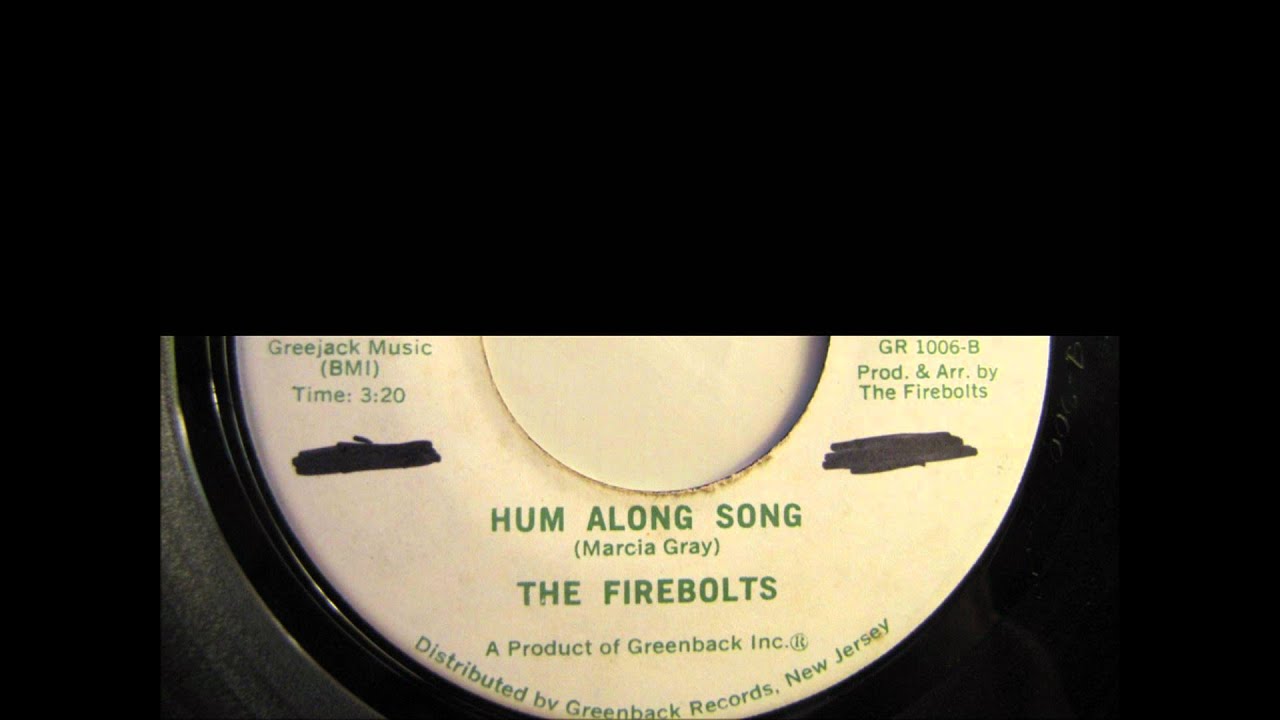 Greejack Music
(BMI)
Time: 3:20
GR 1006-B
Prod. & Arr. by
The Firebolts
HUM ALONG SONG
(Marcia Gray)
THE FIREBOLTS
A Product of Greenback Inc.®
Distributed by Greenback Records, New Jersey